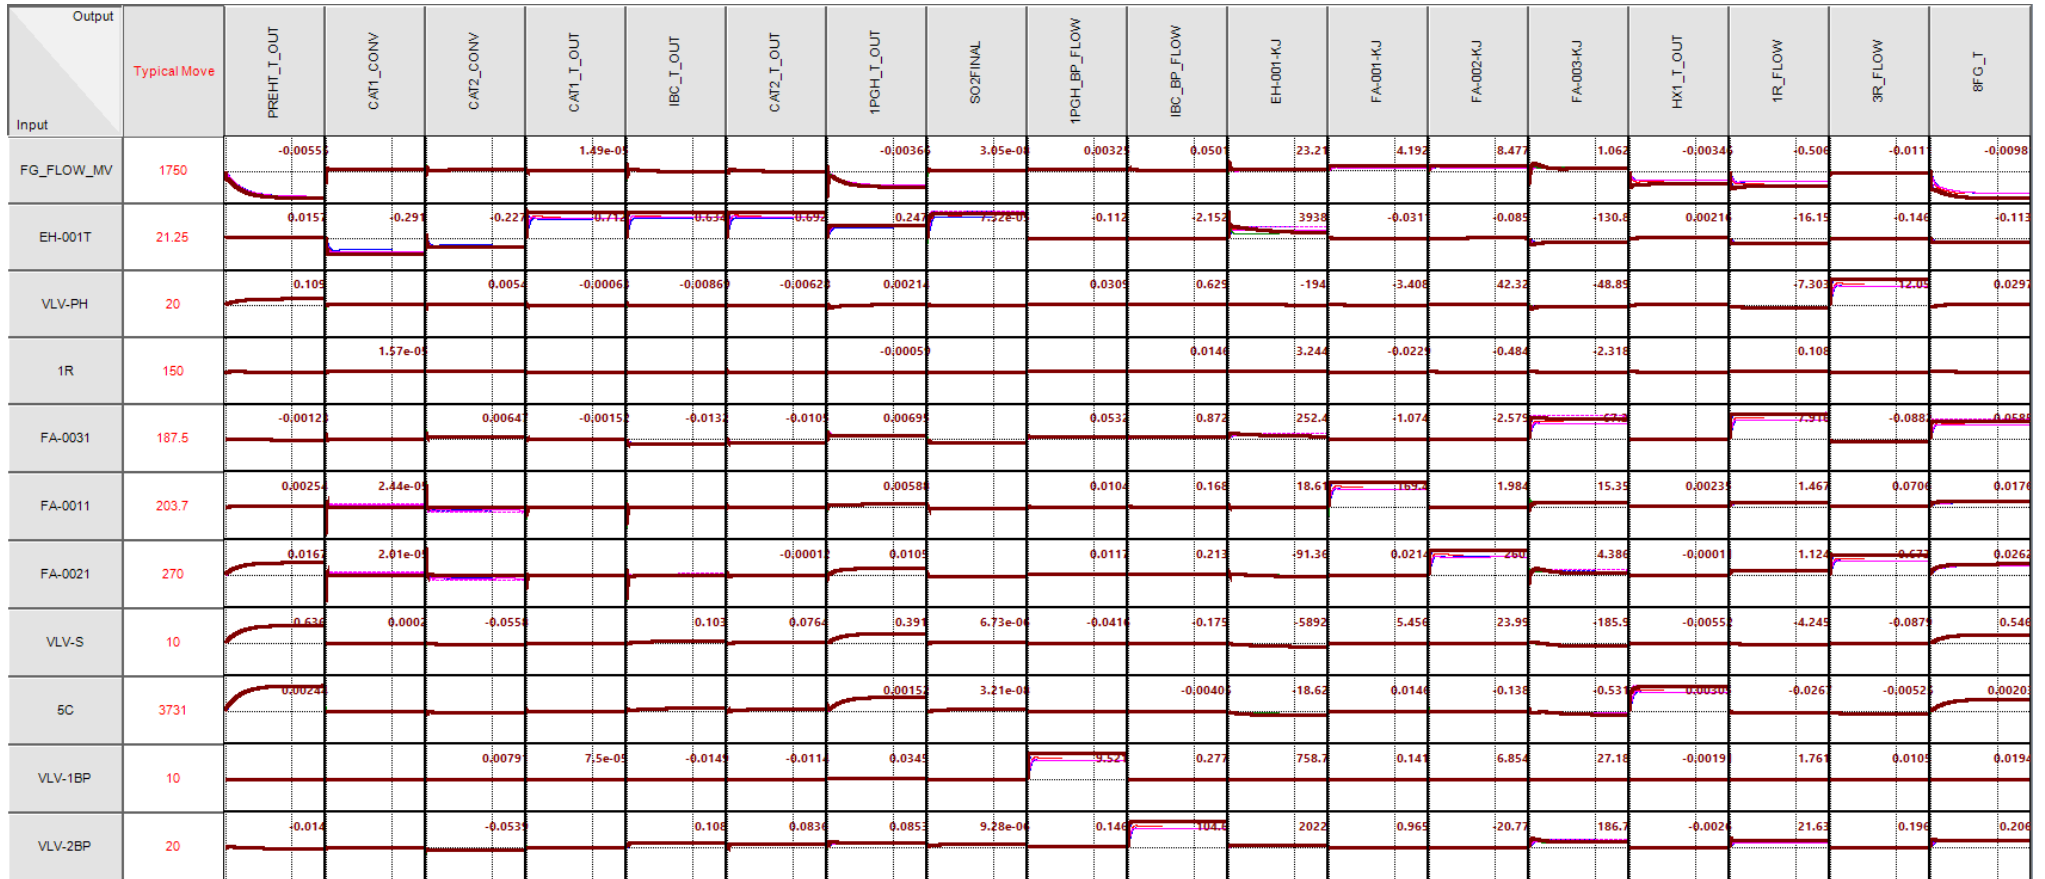 Output
Input
Typical Move
PREHT_T_OUT
CAT1_CONV
CAT2_CONV
CAT1_T_OUT
IBC_T_OUT
CAT2_T_OUT
1PGH_T_OUT
SO2FINAL
1PGH_BP_FLOW
IBC_BP_FLOW
EH-001-KJ
FA-001-KJ
FA-002-KJ
FA-003-KJ
HX1_T_OUT
1R_FLOW
3R_FLOW
8FG_T
FG_FLOW_MV 1750 -0.00555 1.49e-05 -0.00366 3.05e-08 0.00325 0.0501 23.21 4.192 8.477 1.062 -0.00346 -0.506 -0.011 -0.0098
EH-001T 21.25 0.0157 -0.291 -0.227 0.712 0.634 0.692 0.247 7.32e-05 -0.112 -2.152 3938 -0.0311 -0.085 -130.8 0.00216 -16.15 -0.146 -0.113
VLV-PH 20 0.109 0.0054 -0.00063 -0.00869 -0.00628 0.00214 0.0309 0.629 -194 -3.408 42.32 -48.89 -7.303 12.05 0.0297
1R 150 1.57e-05 -0.00059 0.0146 3.244 -0.0229 -0.484 -2.318 0.108
FA-0031 187.5 -0.00123 0.00647 -0.00152 -0.0132 -0.0105 0.00695 0.0532 0.872 252.4 -1.074 -2.579 7.916 -0.0882 0.0585
FA-0011 203.7 0.00254 2.44e-05 0.00588 0.0104 0.168 18.61 169.4 1.984 15.35 0.00235 1.467 0.0706 0.0176
FA-0021 270 0.0167 2.01e-05 -0.00012 0.0105 0.0117 0.213 -91.36 0.0214 260 4.386 -0.0001 1.124 0.673 0.0262
VLV-S 10 0.636 0.0002 -0.0558 0.103 0.0764 0.391 6.73e-06 -0.0416 -0.175 -5892 5.456 23.99 -185.9 -0.00552 -4.245 -0.0879 0.546
5C 3731 0.00244 0.00152 3.21e-08 -0.00405 -18.62 0.0146 -0.138 -0.531 0.00305 -0.0267 -0.00525 0.00203
VLV-1BP 10 0.00791 7.5e-05 -0.0149 -0.0114 0.0345 9.521 0.277 758.7 0.141 6.854 27.18 -0.0019 1.761 0.0105 0.0194
VLV-2BP 20 -0.014 -0.0539 0.108 0.0836 0.0853 9.28e-06 0.146 104.6 2022 0.965 -20.77 186.7 -0.0026 21.63 0.196 0.206